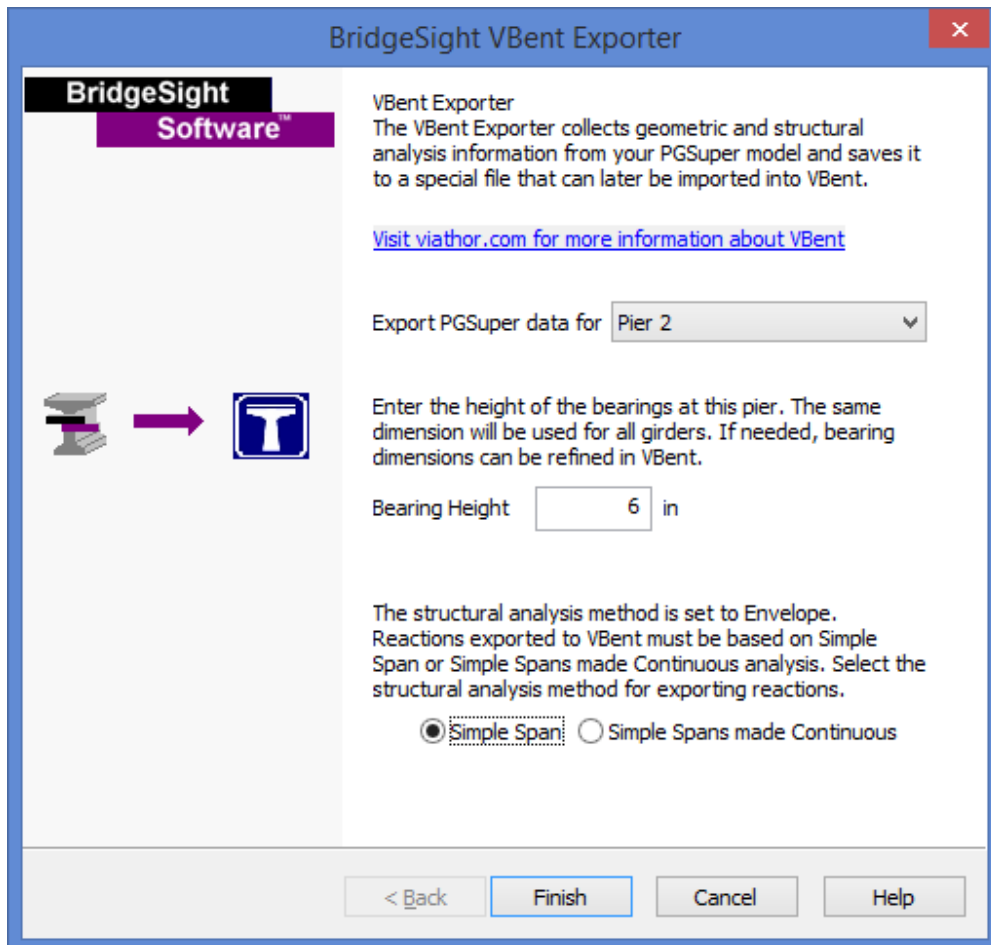 BridgeSight VBent Exporter
×
BridgeSight
Software™
VBent Exporter
The VBent Exporter collects geometric and structural
analysis information from your PGSuper model and saves it
to a special file that can later be imported into VBent.
Visit viathor.com for more information about VBent
Export PGSuper data for Pier 2
Enter the height of the bearings at this pier. The same
dimension will be used for all girders. If needed, bearing
dimensions can be refined in VBent.
Bearing Height 6 in
The structural analysis method is set to Envelope.
Reactions exported to VBent must be based on Simple
Span or Simple Spans made Continuous analysis. Select the
structural analysis method for exporting reactions.
Simple Span Simple Spans made Continuous
< Back Finish Cancel Help